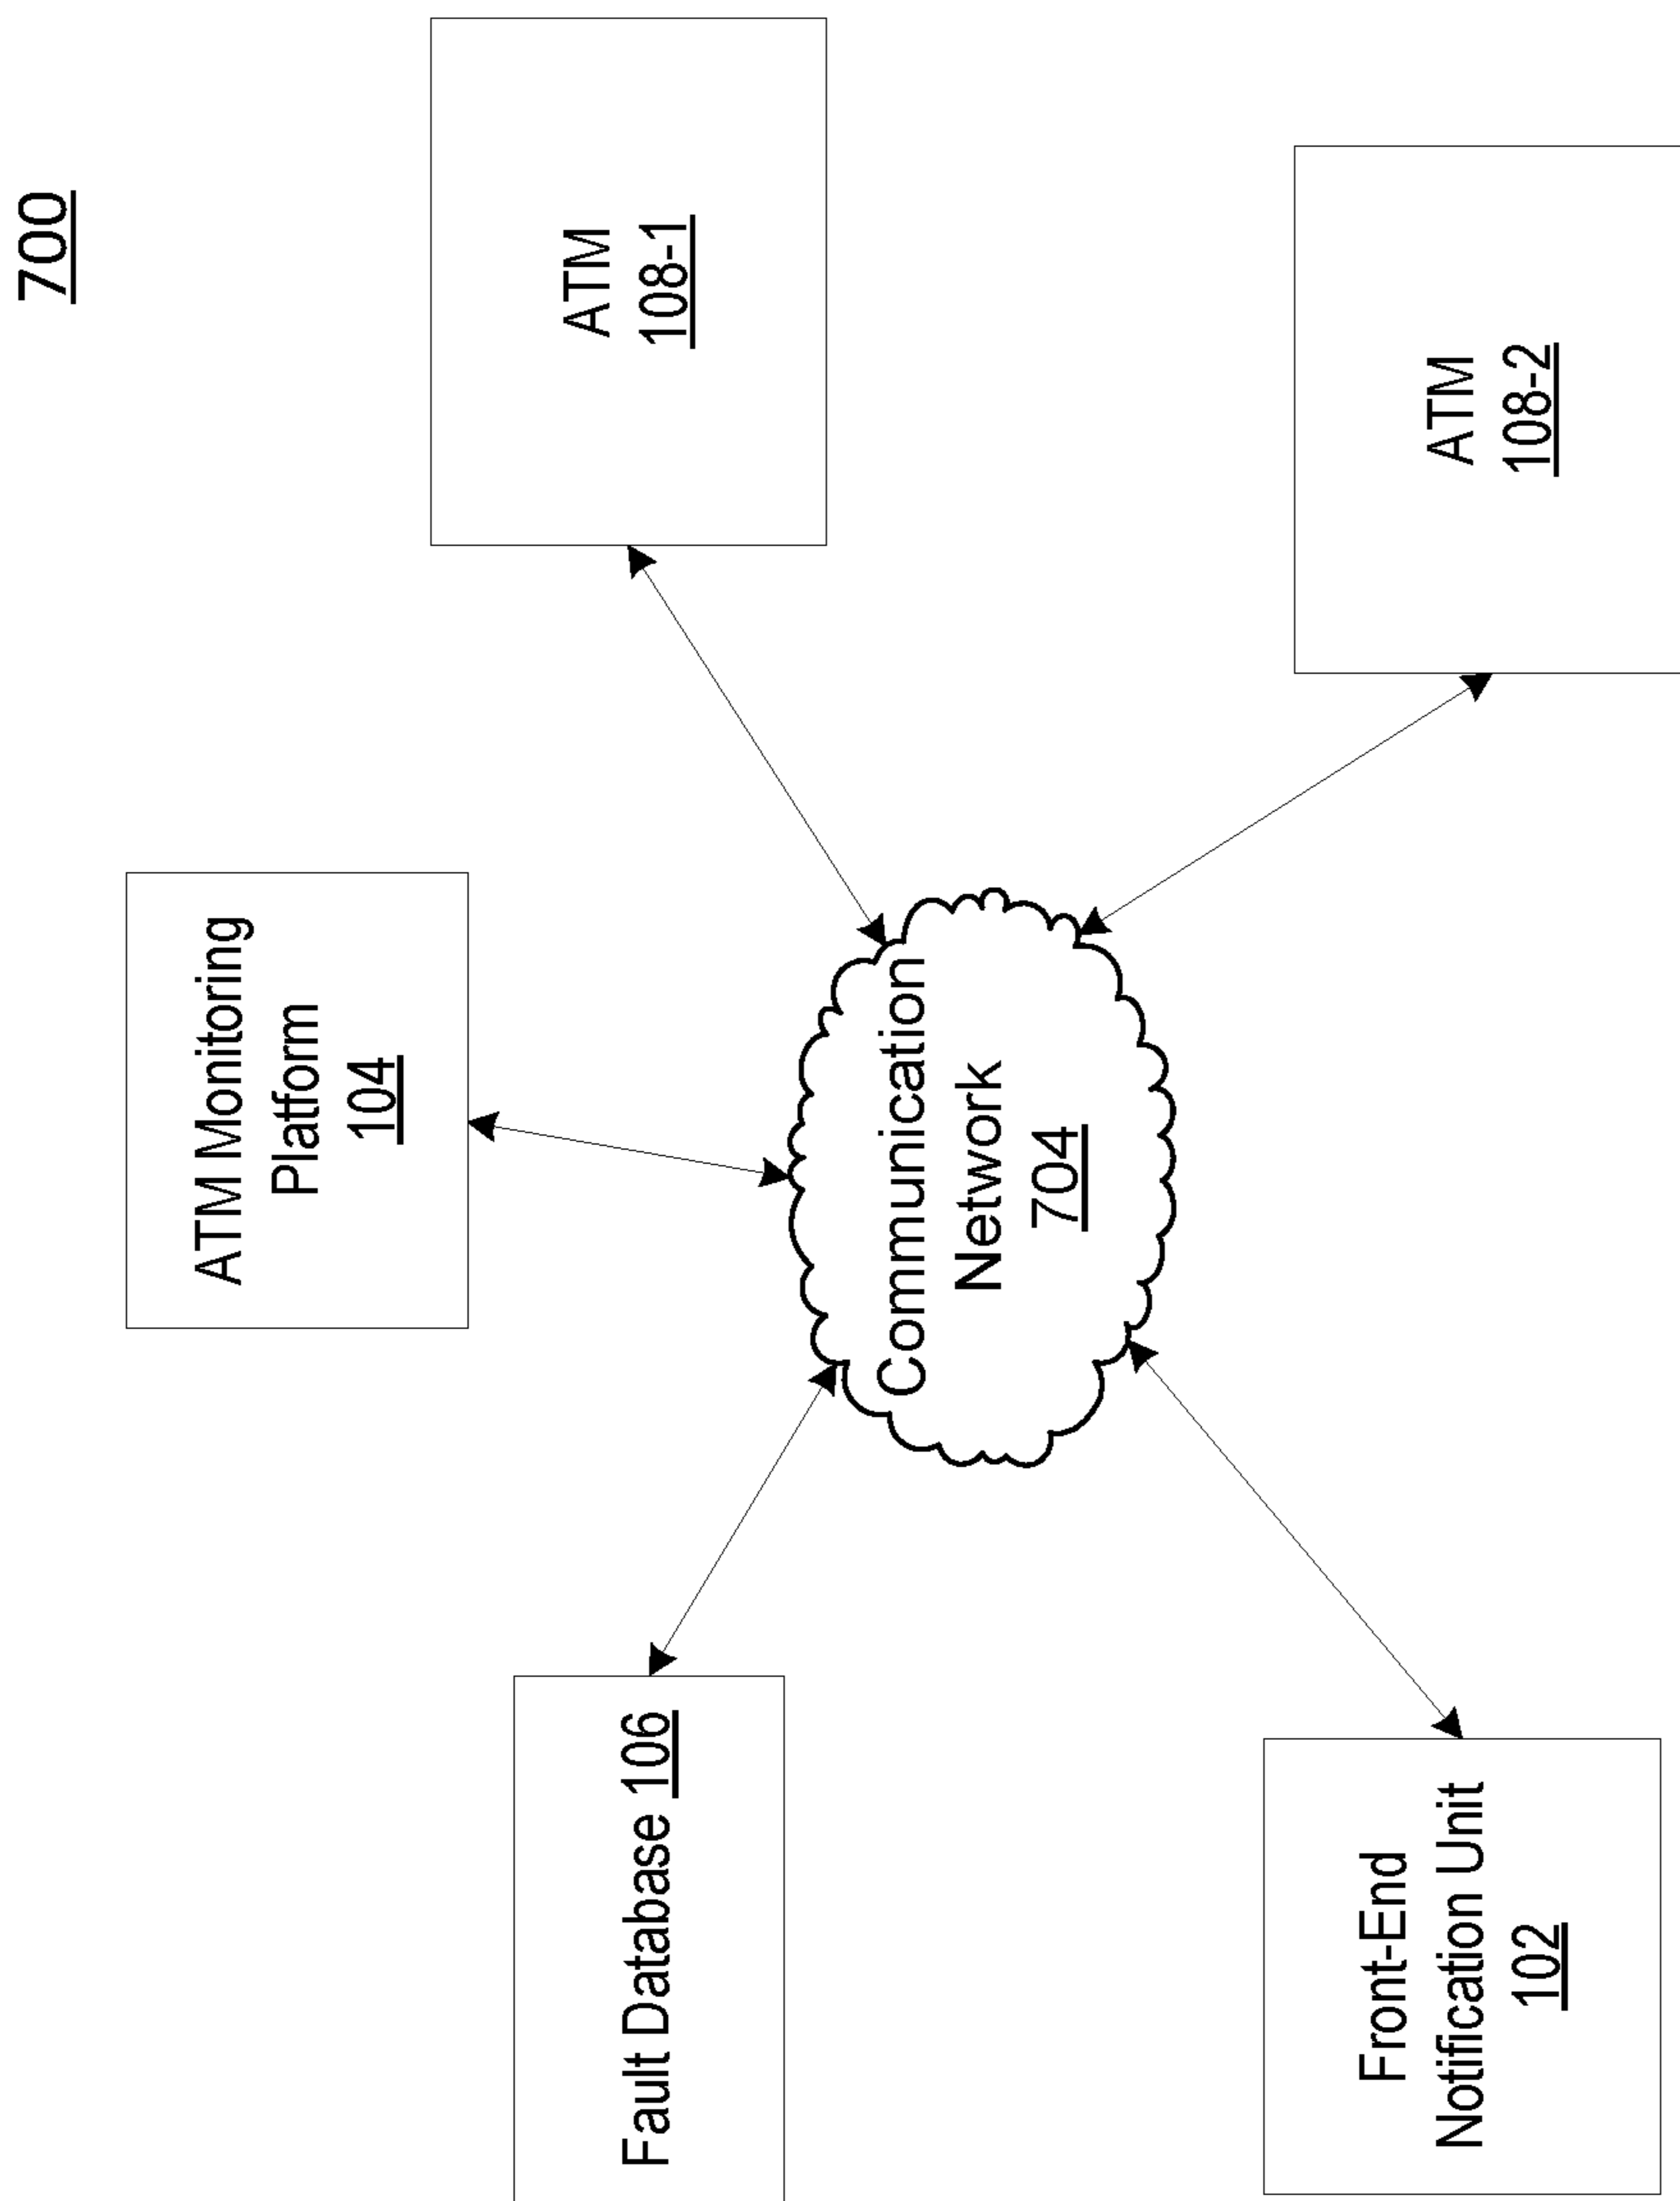 700
ATM Monitoring
Platform
104
Fault Database 106
ATM
108-1
Communication
Network
704
Front-End
Notification Unit
102
ATM
108-2